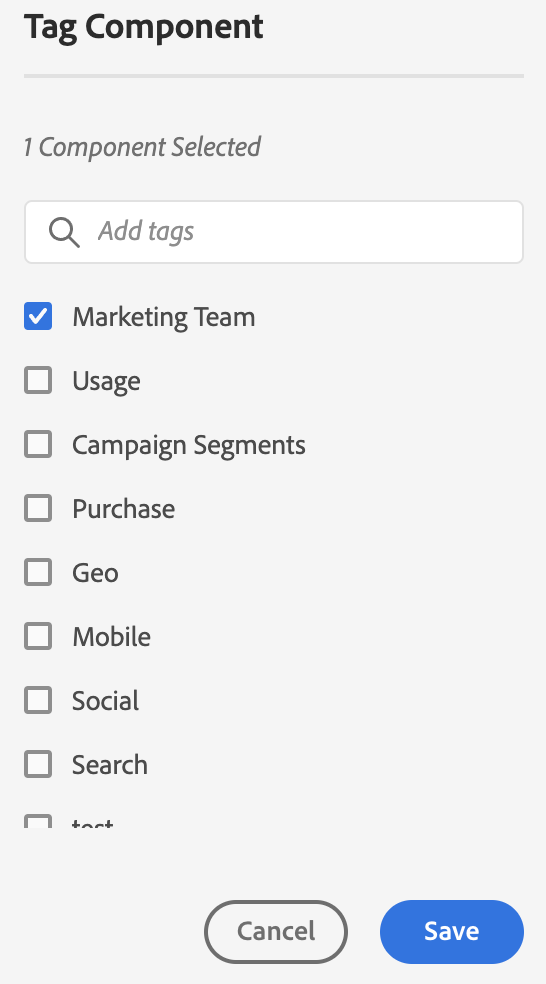 Tag Component
1 Component Selected
Add tags
Marketing Team
Usage
Campaign Segments
Purchase
Geo
Mobile
Social
Search
test
Cancel
Save